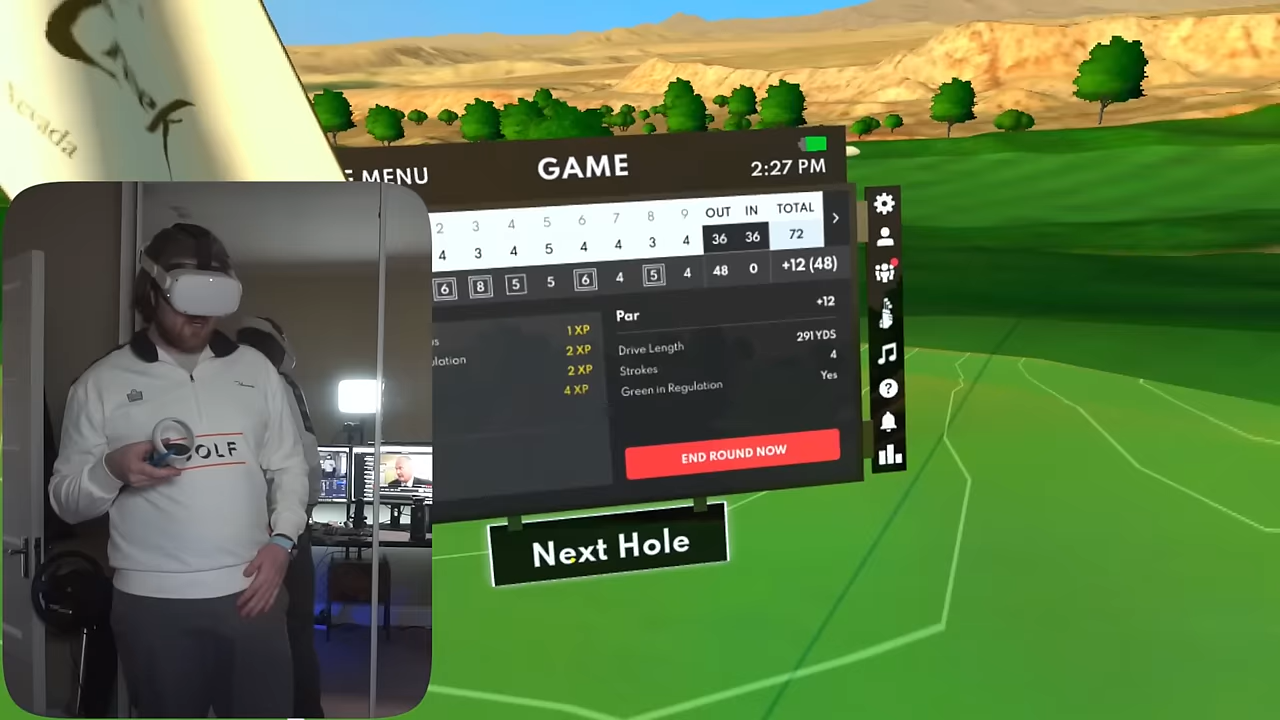 Nevada
E MENU
GAME
2:27 PM
2 3 4 5 6 7 8 9 OUT IN TOTAL
4 3 4 5 4 4 3 4 36 36 72
6 8 5 5 6 4 5 4 48 0 +12 (48)
s 1 XP
ulation 2 XP
2 XP
4 XP
Par +12
Drive Length 291 YDS
Strokes 4
Green in Regulation Yes
END ROUND NOW
Next Hole
OLF